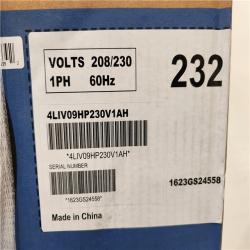 VOLTS 208/230
1PH 60Hz
232
4LIV09HP230V1AH
*4LIV09HP230V1AH*
SERIAL NUMBER
*1623GS24558*
1623GS24558
Made in China